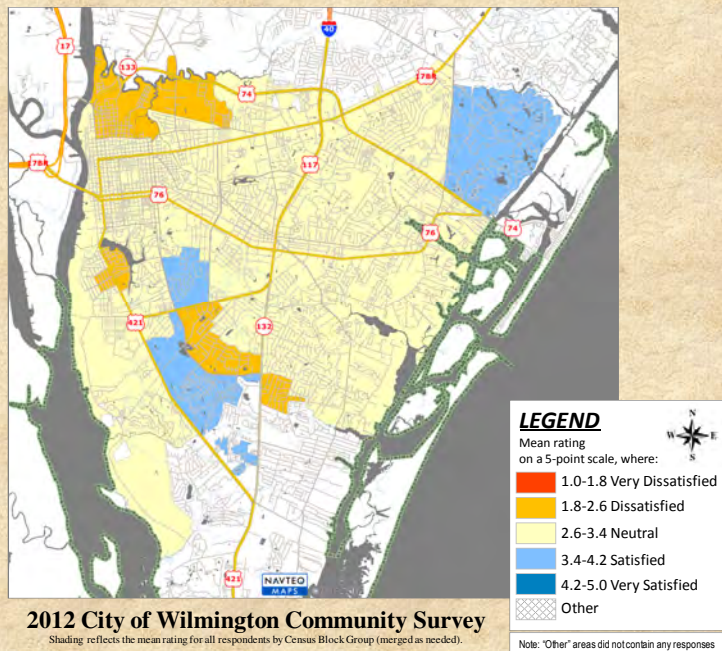 40
17
133
17BR
74
17BR
117
76
76
74
421
132
421
NAVTEQ
MAPS
LEGEND
N
W E
S
Mean rating
on a 5-point scale, where:
1.0-1.8 Very Dissatisfied
1.8-2.6 Dissatisfied
2.6-3.4 Neutral
3.4-4.2 Satisfied
4.2-5.0 Very Satisfied
Other
2012 City of Wilmington Community Survey
Shading reflects the mean rating for all respondents by Census Block Group (merged as needed).
Note: "Other" areas did not contain any responses